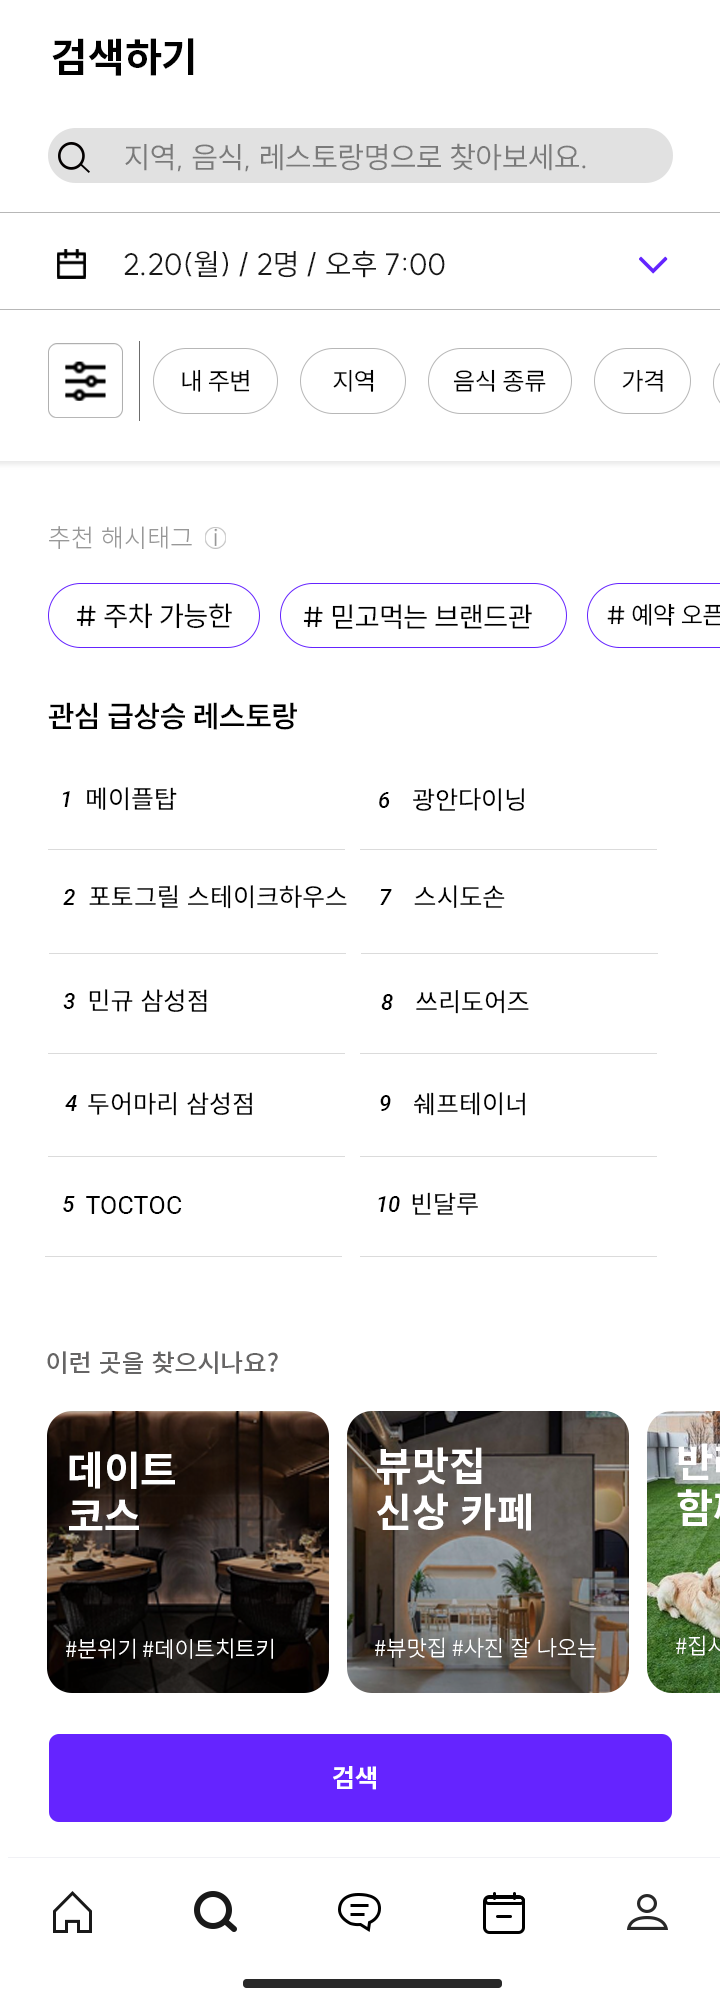 검색하기
지역, 음식, 레스토랑명으로 찾아보세요.
2.20(월) / 2명 / 오후 7:00
내 주변
지역
음식 종류
가격
추천 해시태그
# 주차 가능한
# 믿고먹는 브랜드관
# 예약 오픈
관심 급상승 레스토랑
1 메이플탑
6 광안다이닝
2 포토그릴 스테이크하우스
7 스시도손
3 민규 삼성점
8 쓰리도어즈
4 두어마리 삼성점
9 쉐프테이너
5 TOCTOC
10 빈달루
이런 곳을 찾으시나요?
데이트
코스
#분위기 #데이트치트키
뷰맛집
신상 카페
#뷰맛집 #사진 잘 나오는
반
함
#집
검색